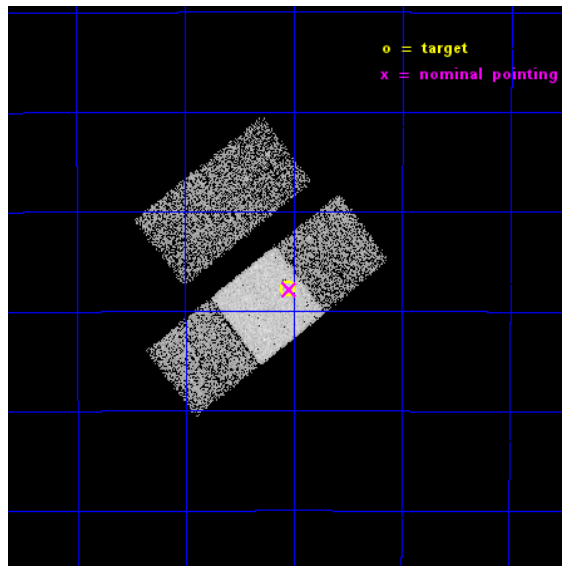 o = target
x = nominal pointing